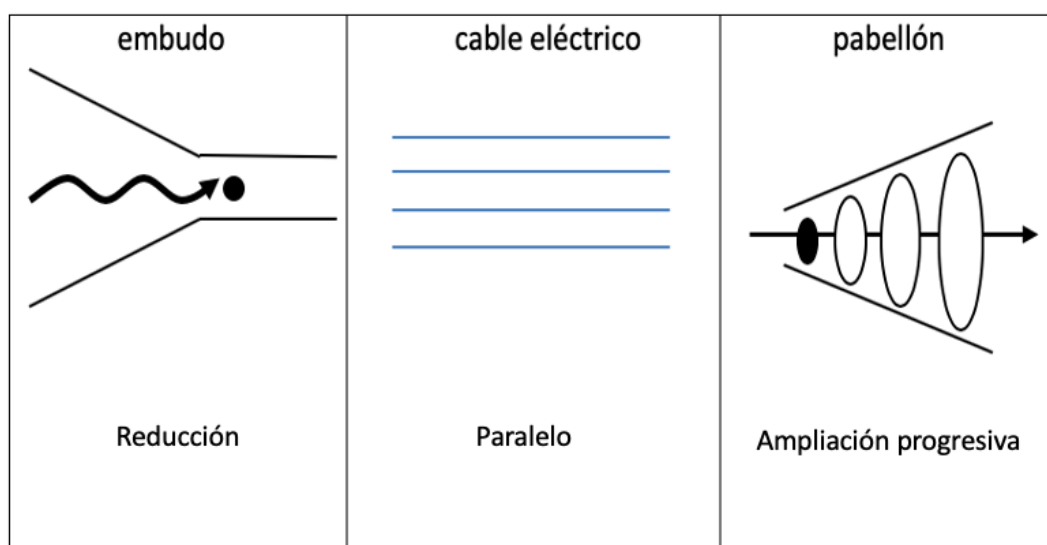 embudo
cable eléctrico
pabellón
Reducción
Paralelo
Ampliación progresiva